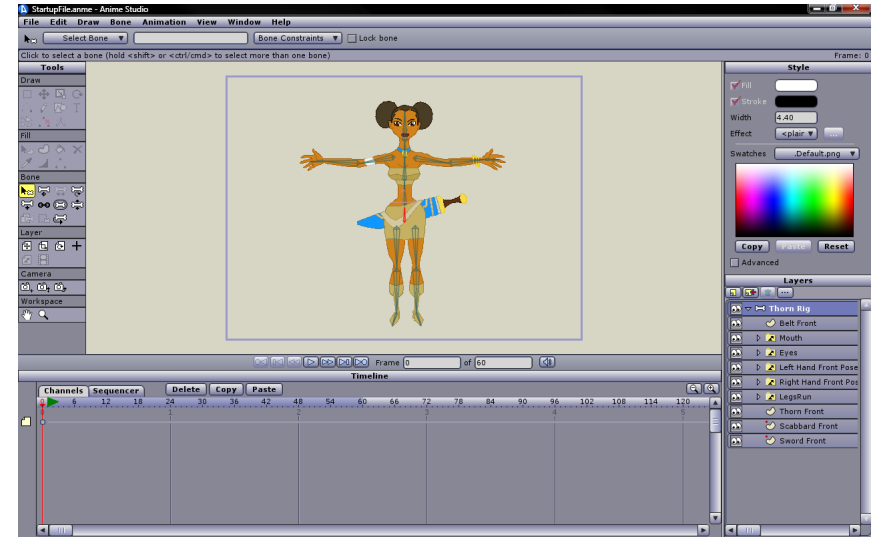 StartupFile.anme - Anime Studio
File Edit Draw Bone Animation View Window Help
Select Bone Bone Constraints Lock bone
Click to select a bone (hold <shift> or <ctrl/cmd> to select more than one bone) Frame: 0
Tools
Draw
Fill
Bone
Layer
Camera
Workspace
Style
Fill
Stroke
Width 4.40
Effect <plair ...
Swatches .Default.png
Copy Paste Reset
Advanced
Layers
Thorn Rig
Belt Front
Mouth
Eyes
Left Hand Front Pose
Right Hand Front Pos
LegsRun
Thorn Front
Scabbard Front
Sword Front
Frame 0 of 60
Timeline
Channels Sequencer Delete Copy Paste
0 6 12 18 24 30 36 42 48 54 60 66 72 78 84 90 96 102 108 114 120
0 1 2 3 4 5